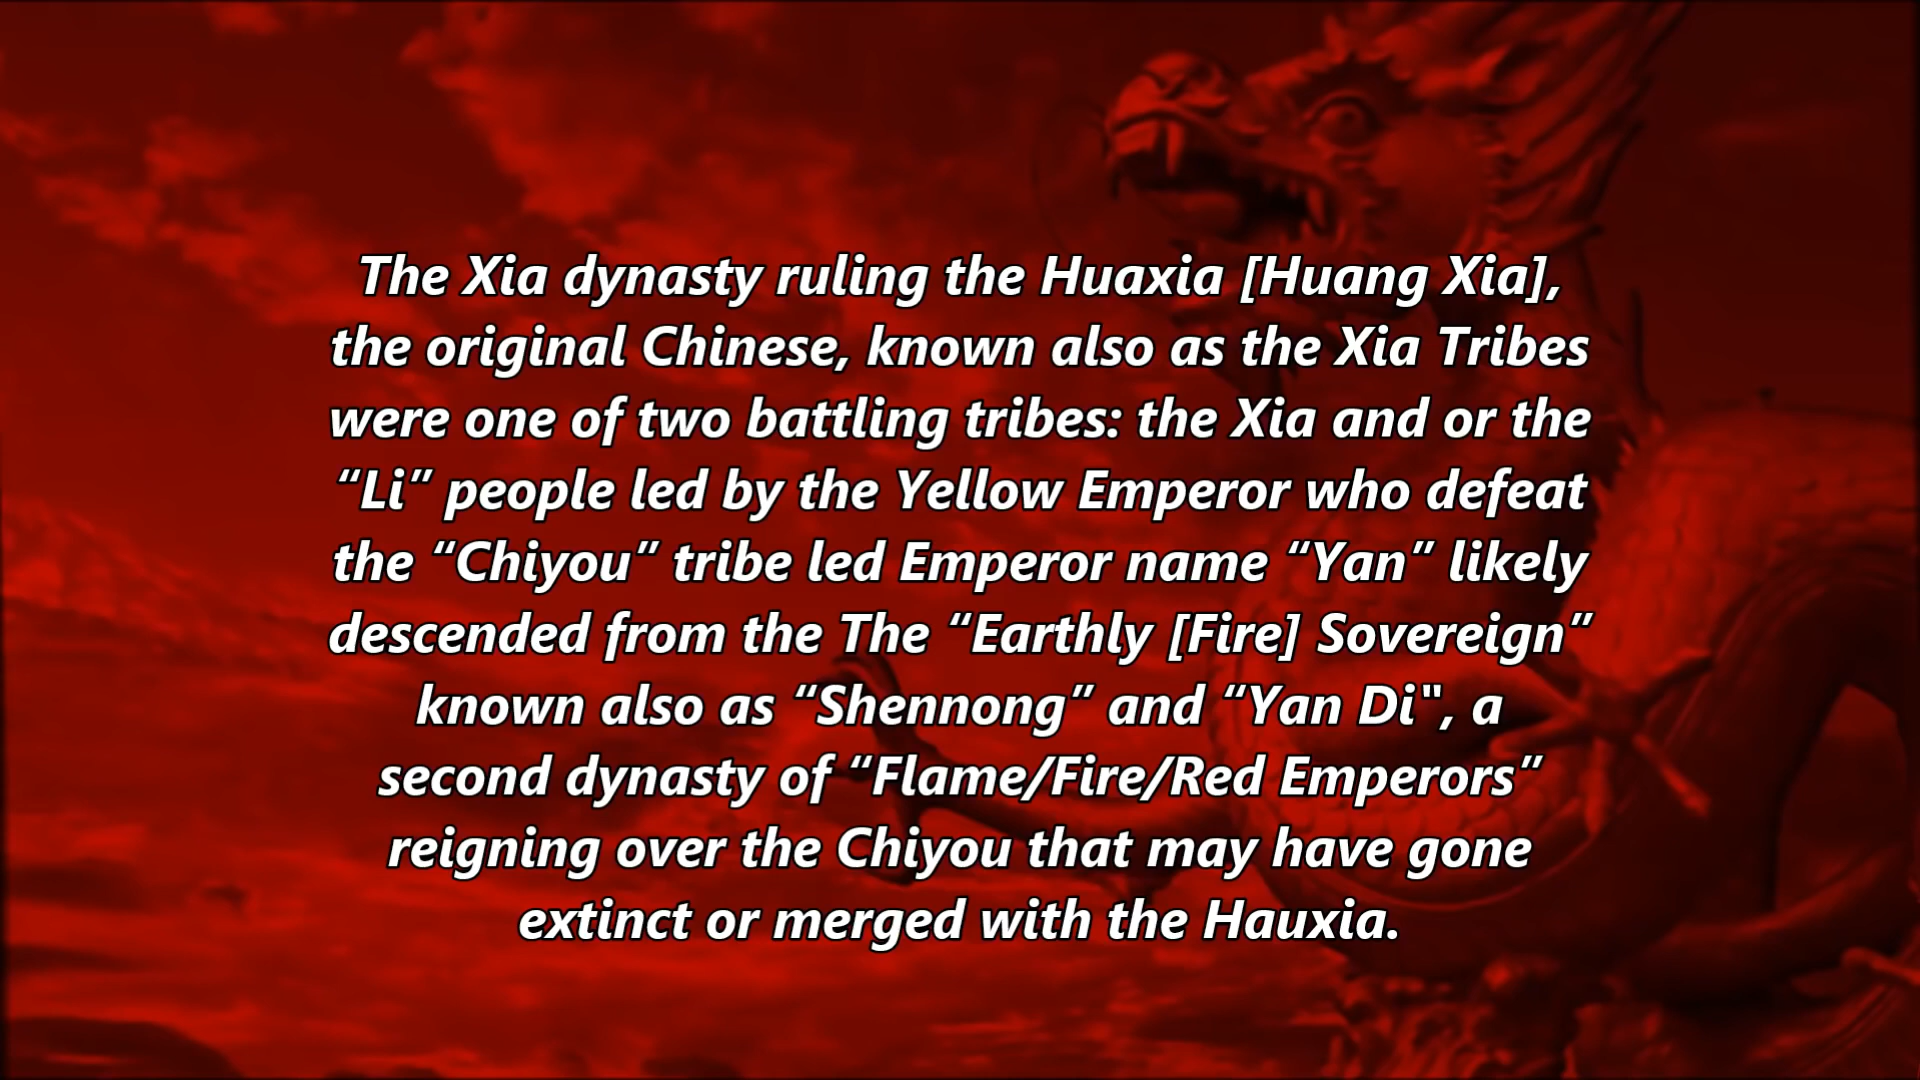 The Xia dynasty ruling the Huaxia [Huang Xia],
the original Chinese, known also as the Xia Tribes
were one of two battling tribes: the Xia and or the
“Li” people led by the Yellow Emperor who defeat
the “Chiyou” tribe led Emperor name “Yan” likely
descended from the The “Earthly [Fire] Sovereign”
known also as “Shennong” and “Yan Di", a
second dynasty of “Flame/Fire/Red Emperors”
reigning over the Chiyou that may have gone
extinct or merged with the Hauxia.